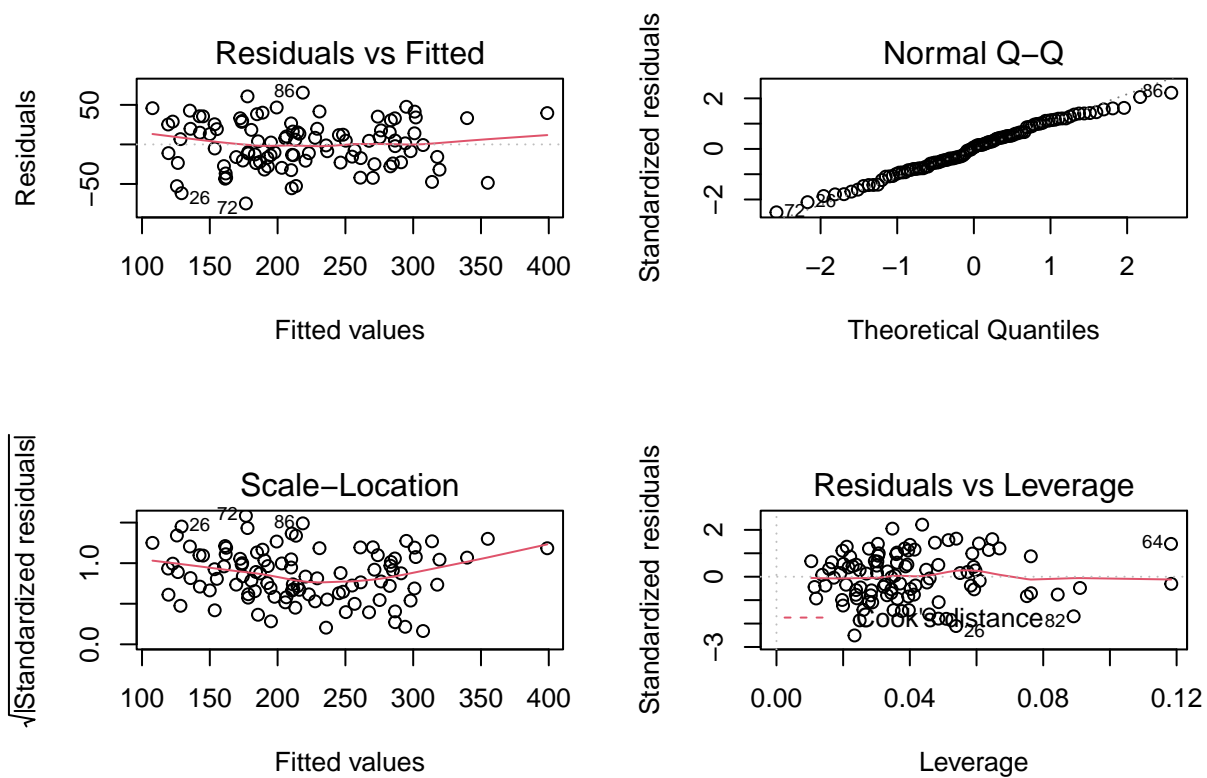 Residuals vs Fitted
Residuals
50
−50
86
26
72
100 150 200 250 300 350 400
Fitted values
Normal Q−Q
Standardized residuals
2
0
−2
86
72
26
−2 −1 0 1 2
Theoretical Quantiles
Scale−Location
√|Standardized residuals|
1.0
0.0
72
26
86
100 150 200 250 300 350 400
Fitted values
Residuals vs Leverage
Standardized residuals
2
0
−3
64
Cook's distance
82
26
0.00 0.04 0.08 0.12
Leverage